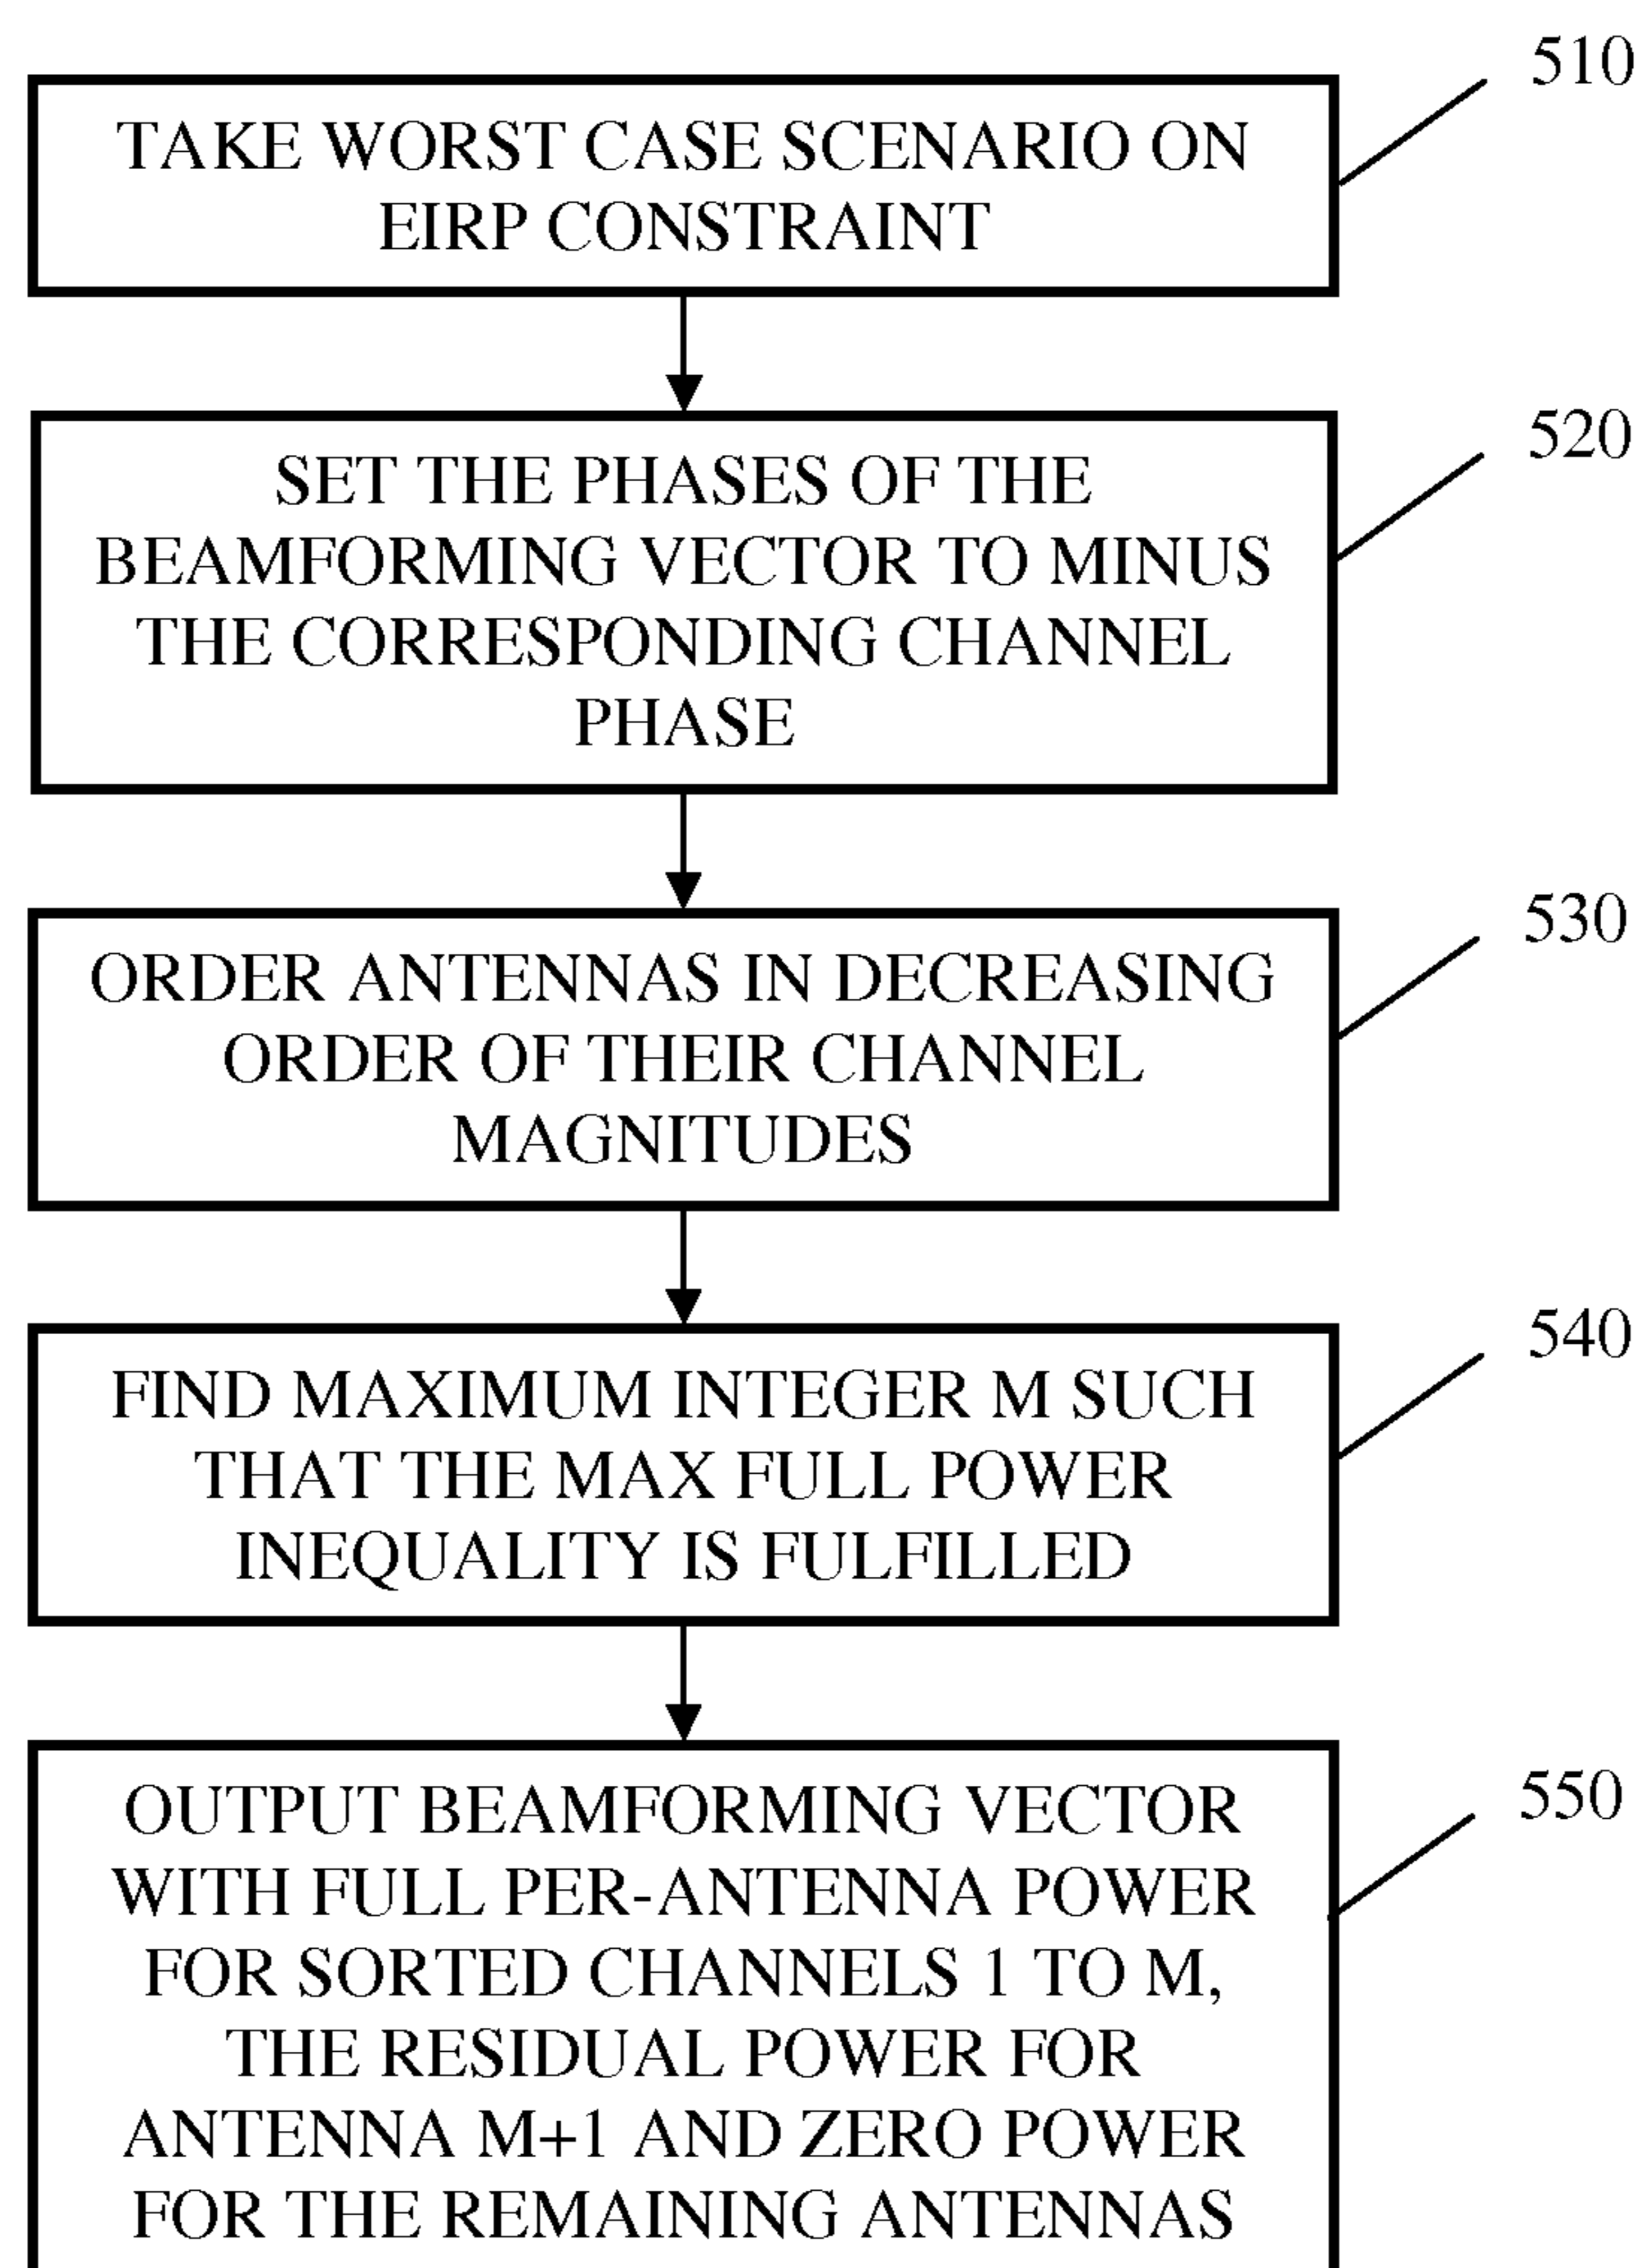 510
TAKE WORST CASE SCENARIO ON
EIRP CONSTRAINT
520
SET THE PHASES OF THE
BEAMFORMING VECTOR TO MINUS
THE CORRESPONDING CHANNEL
PHASE
530
ORDER ANTENNAS IN DECREASING
ORDER OF THEIR CHANNEL
MAGNITUDES
540
FIND MAXIMUM INTEGER M SUCH
THAT THE MAX FULL POWER
INEQUALITY IS FULFILLED
550
OUTPUT BEAMFORMING VECTOR
WITH FULL PER-ANTENNA POWER
FOR SORTED CHANNELS 1 TO M,
THE RESIDUAL POWER FOR
ANTENNA M+1 AND ZERO POWER
FOR THE REMAINING ANTENNAS